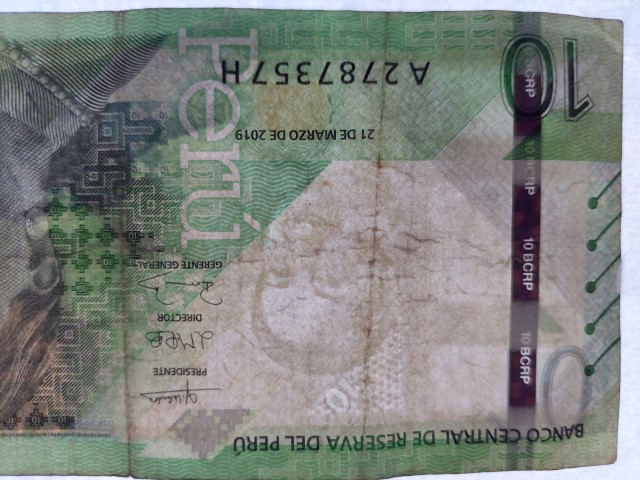 BANCO CENTRAL DE RESERVA DEL PERÚ
10
PRESIDENTE
DIRECTOR
GERENTE GENERAL
10 BCRP
10 BCRP
10 BCRP
BCRP
Perú
21 DE MARZO DE 2019
10
A 2787357 H